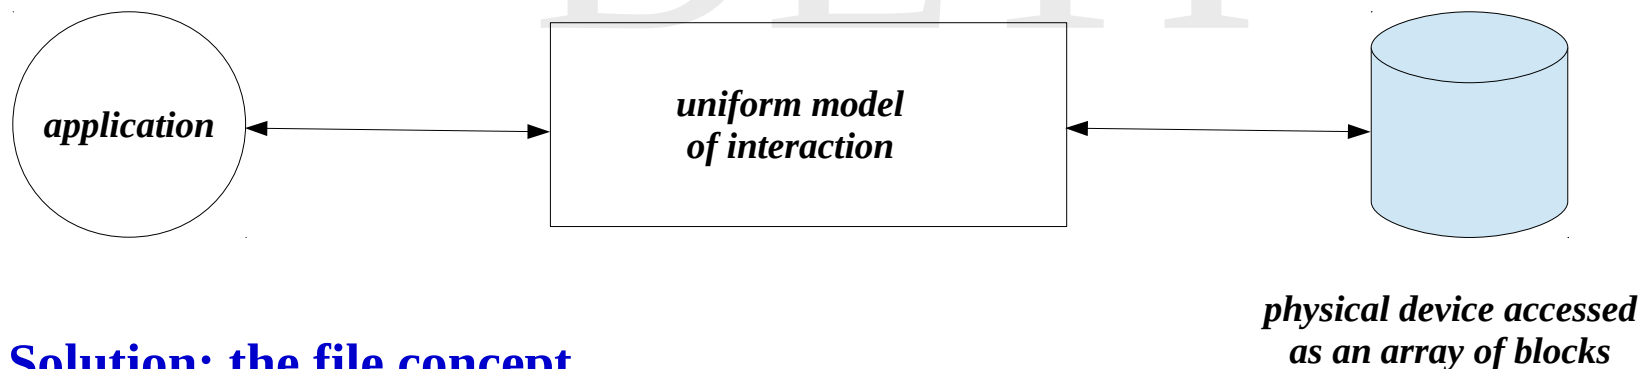 application
uniform model
of interaction
physical device accessed
as an array of blocks
Solution: the file concept